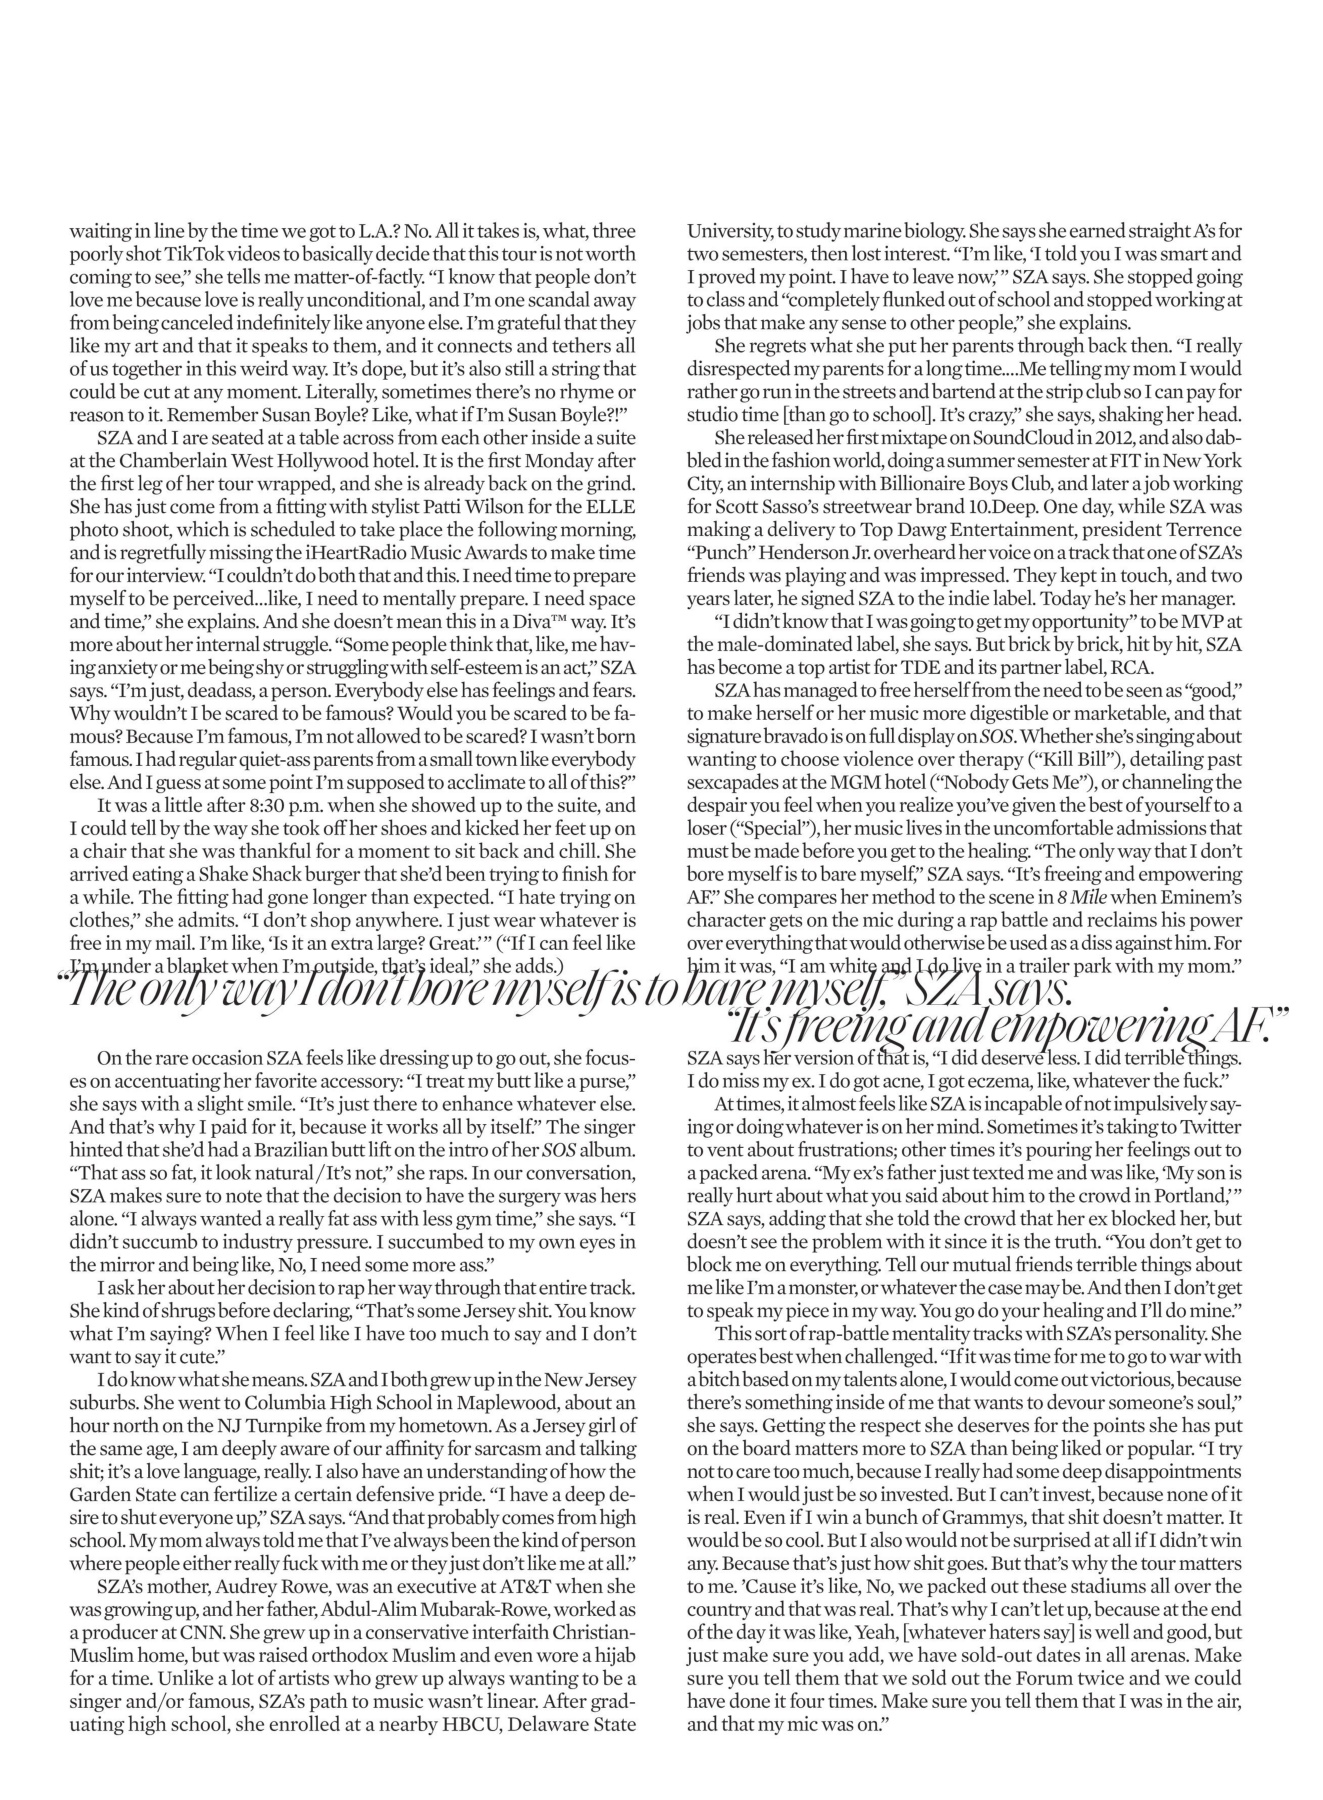 waiting in line by the time we got to L.A.? No. All it takes is, what, three
poorly shot TikTok videos to basically decide that this tour is not worth
coming to see,” she tells me matter-of-factly. “I know that people don’t
love me because love is really unconditional, and I’m one scandal away
from being canceled indefinitely like anyone else. I’m grateful that they
like my art and that it speaks to them, and it connects and tethers all
of us together in this weird way. It’s dope, but it’s also still a string that
could be cut at any moment. Literally, sometimes there’s no rhyme or
reason to it. Remember Susan Boyle? Like, what if I’m Susan Boyle?!”
SZA and I are seated at a table across from each other inside a suite
at the Chamberlain West Hollywood hotel. It is the first Monday after
the first leg of her tour wrapped, and she is already back on the grind.
She has just come from a fitting with stylist Patti Wilson for the ELLE
photo shoot, which is scheduled to take place the following morning,
and is regretfully missing the iHeartRadio Music Awards to make time
for our interview. “I couldn’t do both that and this. I need time to prepare
myself to be perceived...like, I need to mentally prepare. I need space
and time,” she explains. And she doesn’t mean this in a Diva™ way. It’s
more about her internal struggle. “Some people think that, like, me hav-
ing anxiety or me being shy or struggling with self-esteem is an act,” SZA
says. “I’m just, deadass, a person. Everybody else has feelings and fears.
Why wouldn’t I be scared to be famous? Would you be scared to be fa-
mous? Because I’m famous, I’m not allowed to be scared? I wasn’t born
famous. I had regular quiet-ass parents from a small town like everybody
else. And I guess at some point I’m supposed to acclimate to all of this?”
It was a little after 8:30 p.m. when she showed up to the suite, and
I could tell by the way she took off her shoes and kicked her feet up on
a chair that she was thankful for a moment to sit back and chill. She
arrived eating a Shake Shack burger that she’d been trying to finish for
a while. The fitting had gone longer than expected. “I hate trying on
clothes,” she admits. “I don’t shop anywhere. I just wear whatever is
free in my mail. I’m like, ‘Is it an extra large? Great.’” (“If I can feel like
I’m under a blanket when I’m outside, that’s ideal,” she adds.)
“The only way I don’t bore myself is to bare myself,” SZA says.
“It’s freeing and empowering AF.”
On the rare occasion SZA feels like dressing up to go out, she focus-
es on accentuating her favorite accessory: “I treat my butt like a purse,”
she says with a slight smile. “It’s just there to enhance whatever else.
And that’s why I paid for it, because it works all by itself.” The singer
hinted that she’d had a Brazilian butt lift on the intro of her SOS album.
“That ass so fat, it look natural/It’s not,” she raps. In our conversation,
SZA makes sure to note that the decision to have the surgery was hers
alone. “I always wanted a really fat ass with less gym time,” she says. “I
didn’t succumb to industry pressure. I succumbed to my own eyes in
the mirror and being like, No, I need some more ass.”
I ask her about her decision to rap her way through that entire track.
She kind of shrugs before declaring, “That’s some Jersey shit. You know
what I’m saying? When I feel like I have too much to say and I don’t
want to say it cute.”
I do know what she means. SZA and I both grew up in the New Jersey
suburbs. She went to Columbia High School in Maplewood, about an
hour north on the NJ Turnpike from my hometown. As a Jersey girl of
the same age, I am deeply aware of our affinity for sarcasm and talking
shit; it’s a love language, really. I also have an understanding of how the
Garden State can fertilize a certain defensive pride. “I have a deep de-
sire to shut everyone up,” SZA says. “And that probably comes from high
school. My mom always told me that I’ve always been the kind of person
where people either really fuck with me or they just don’t like me at all.”
SZA’s mother, Audrey Rowe, was an executive at AT&T when she
was growing up, and her father, Abdul-Alim Mubarak-Rowe, worked as
a producer at CNN. She grew up in a conservative interfaith Christian-
Muslim home, but was raised orthodox Muslim and even wore a hijab
for a time. Unlike a lot of artists who grew up always wanting to be a
singer and/or famous, SZA’s path to music wasn’t linear. After grad-
uating high school, she enrolled at a nearby HBCU, Delaware State
University, to study marine biology. She says she earned straight A’s for
two semesters, then lost interest. “I’m like, ‘I told you I was smart and
I proved my point. I have to leave now,’” SZA says. She stopped going
to class and “completely flunked out of school and stopped working at
jobs that make any sense to other people,” she explains.
She regrets what she put her parents through back then. “I really
disrespected my parents for a long time....Me telling my mom I would
rather go run in the streets and bartend at the strip club so I can pay for
studio time [than go to school]. It’s crazy,” she says, shaking her head.
She released her first mixtape on SoundCloud in 2012, and also dab-
bled in the fashion world, doing a summer semester at FIT in New York
City, an internship with Billionaire Boys Club, and later a job working
for Scott Sasso’s streetwear brand 10.Deep. One day, while SZA was
making a delivery to Top Dawg Entertainment, president Terrence
“Punch” Henderson Jr. overheard her voice on a track that one of SZA’s
friends was playing and was impressed. They kept in touch, and two
years later, he signed SZA to the indie label. Today he’s her manager.
“I didn’t know that I was going to get my opportunity” to be MVP at
the male-dominated label, she says. But brick by brick, hit by hit, SZA
has become a top artist for TDE and its partner label, RCA.
SZA has managed to free herself from the need to be seen as “good,”
to make herself or her music more digestible or marketable, and that
signature bravado is on full display on SOS. Whether she’s singing about
wanting to choose violence over therapy (“Kill Bill”), detailing past
sexcapades at the MGM hotel (“Nobody Gets Me”), or channeling the
despair you feel when you realize you’ve given the best of yourself to a
loser (“Special”), her music lives in the uncomfortable admissions that
must be made before you get to the healing. “The only way that I don’t
bore myself is to bare myself,” SZA says. “It’s freeing and empowering
AF.” She compares her method to the scene in 8 Mile when Eminem’s
character gets on the mic during a rap battle and reclaims his power
over everything that would otherwise be used as a diss against him. For
him it was, “I am white and I do live in a trailer park with my mom.”
SZA says her version of that is, “I did deserve less. I did terrible things.
I do miss my ex. I do got acne, I got eczema, like, whatever the fuck.”
At times, it almost feels like SZA is incapable of not impulsively say-
ing or doing whatever is on her mind. Sometimes it’s taking to Twitter
to vent about frustrations; other times it’s pouring her feelings out to
a packed arena. “My ex’s father just texted me and was like, ‘My son is
really hurt about what you said about him to the crowd in Portland,’”
SZA says, adding that she told the crowd that her ex blocked her, but
doesn’t see the problem with it since it is the truth. “You don’t get to
block me on everything. Tell our mutual friends terrible things about
me like I’m a monster, or whatever the case may be. And then I don’t get
to speak my piece in my way. You go do your healing and I’ll do mine.”
This sort of rap-battle mentality tracks with SZA’s personality. She
operates best when challenged. “If it was time for me to go to war with
a bitch based on my talents alone, I would come out victorious, because
there’s something inside of me that wants to devour someone’s soul,”
she says. Getting the respect she deserves for the points she has put
on the board matters more to SZA than being liked or popular. “I try
not to care too much, because I really had some deep disappointments
when I would just be so invested. But I can’t invest, because none of it
is real. Even if I win a bunch of Grammys, that shit doesn’t matter. It
would be so cool. But I also would not be surprised at all if I didn’t win
any. Because that’s just how shit goes. But that’s why the tour matters
to me. ’Cause it’s like, No, we packed out these stadiums all over the
country and that was real. That’s why I can’t let up, because at the end
of the day it was like, Yeah, [whatever haters say] is well and good, but
just make sure you add, we have sold-out dates in all arenas. Make
sure you tell them that we sold out the Forum twice and we could
have done it four times. Make sure you tell them that I was in the air,
and that my mic was on.”